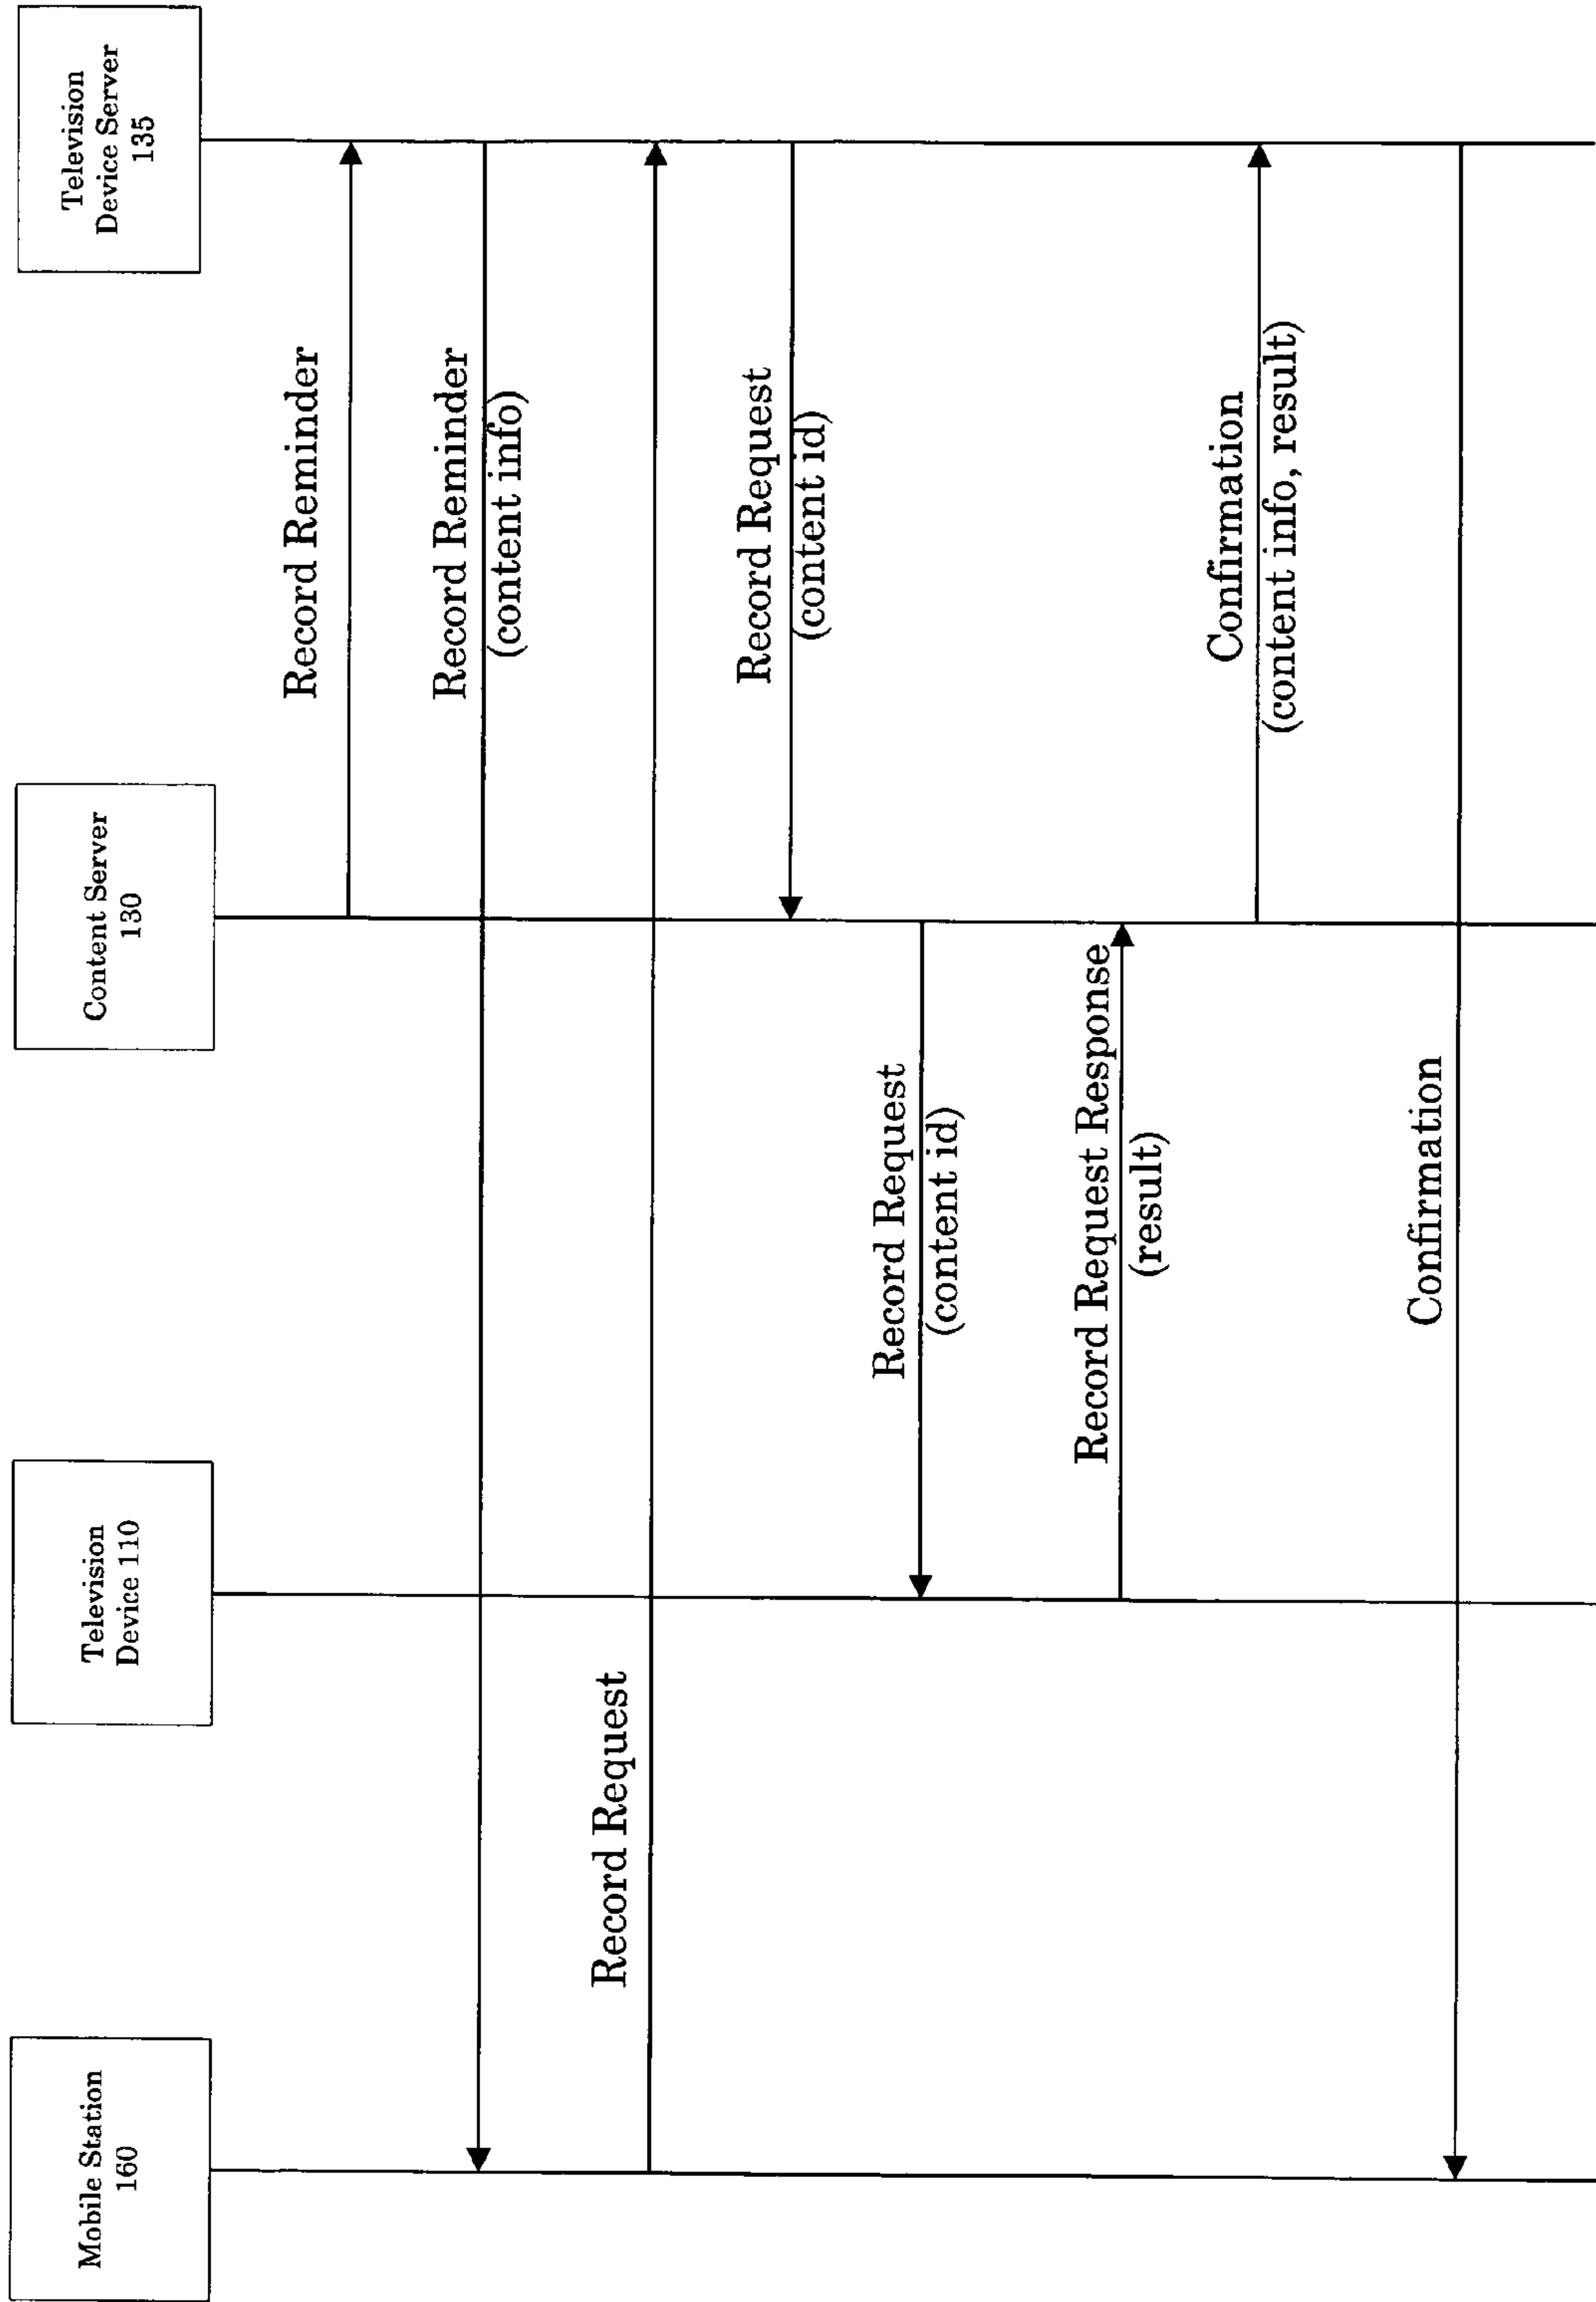 Mobile Station
160
Television
Device 110
Content Server
130
Television
Device Server
135
Record Reminder
Record Reminder
(content info)
Record Request
Record Request
(content id)
Record Request
(content id)
Record Request Response
(result)
Confirmation
(content info, result)
Confirmation